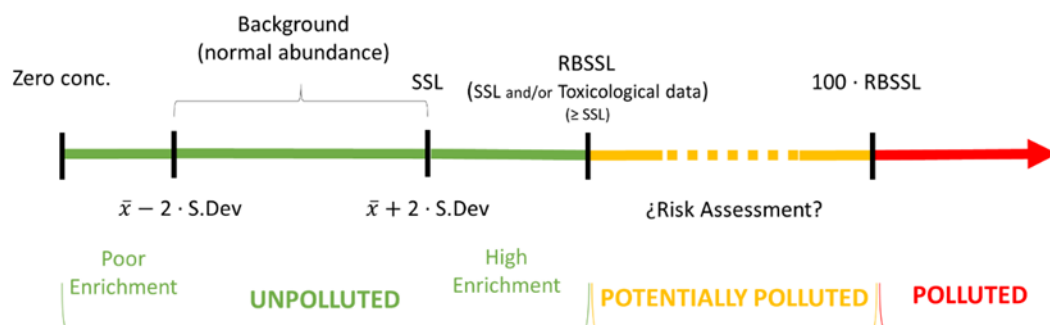 Background
(normal abundance)
Zero conc.
SSL
RBSSL
(SSL and/or Toxicological data)
(≥ SSL)
100 · RBSSL
x̄ − 2 · S.Dev
x̄ + 2 · S.Dev
¿Risk Assessment?
Poor
Enrichment
UNPOLLUTED
High
Enrichment
POTENTIALLY POLLUTED
POLLUTED